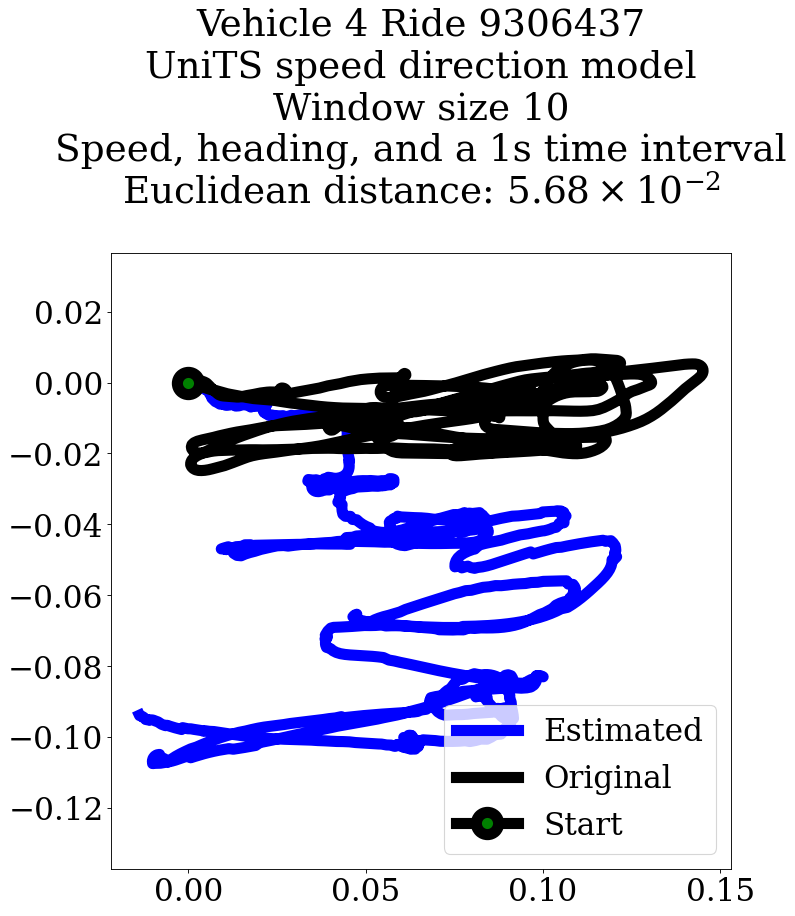 Vehicle 4 Ride 9306437
UniTS speed direction model
Window size 10
Speed, heading, and a 1s time interval
Euclidean distance: 5.68 × 10⁻²
0.02
0.00
−0.02
−0.04
−0.06
−0.08
−0.10
−0.12
Estimated
Original
Start
0.00 0.05 0.10 0.15